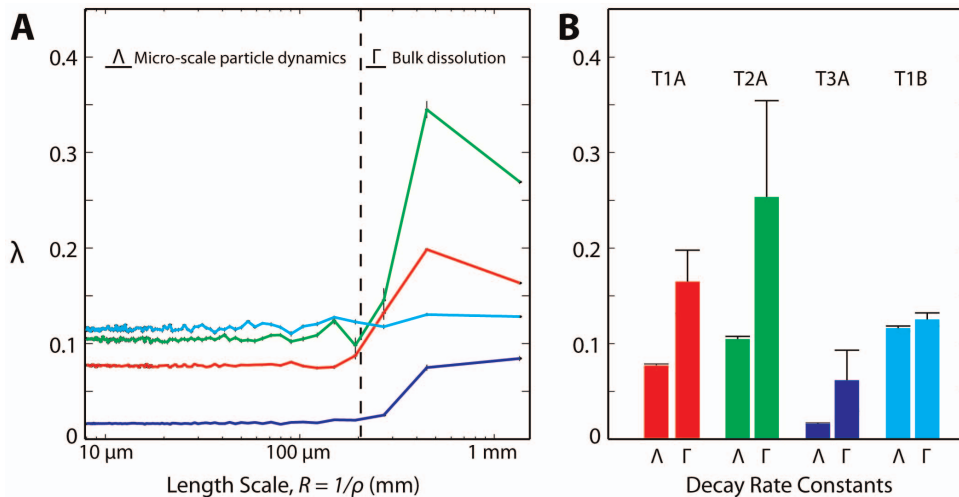 A
0.4
0.3
0.2
0.1
0
λ
Λ Micro-scale particle dynamics
Γ Bulk dissolution
10 μm
100 μm
1 mm
Length Scale, R = 1/ρ (mm)
B
0.4
0.3
0.2
0.1
0
T1A
T2A
T3A
T1B
Λ Γ Λ Γ Λ Γ Λ Γ
Decay Rate Constants